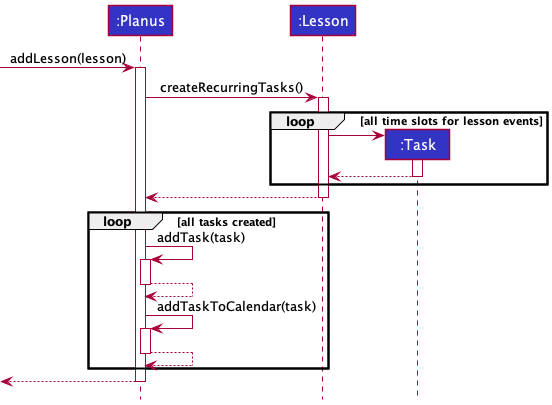 :Planus
:Lesson
addLesson(lesson)
createRecurringTasks()
loop
[all time slots for lesson events]
:Task
loop
[all tasks created]
addTask(task)
addTaskToCalendar(task)